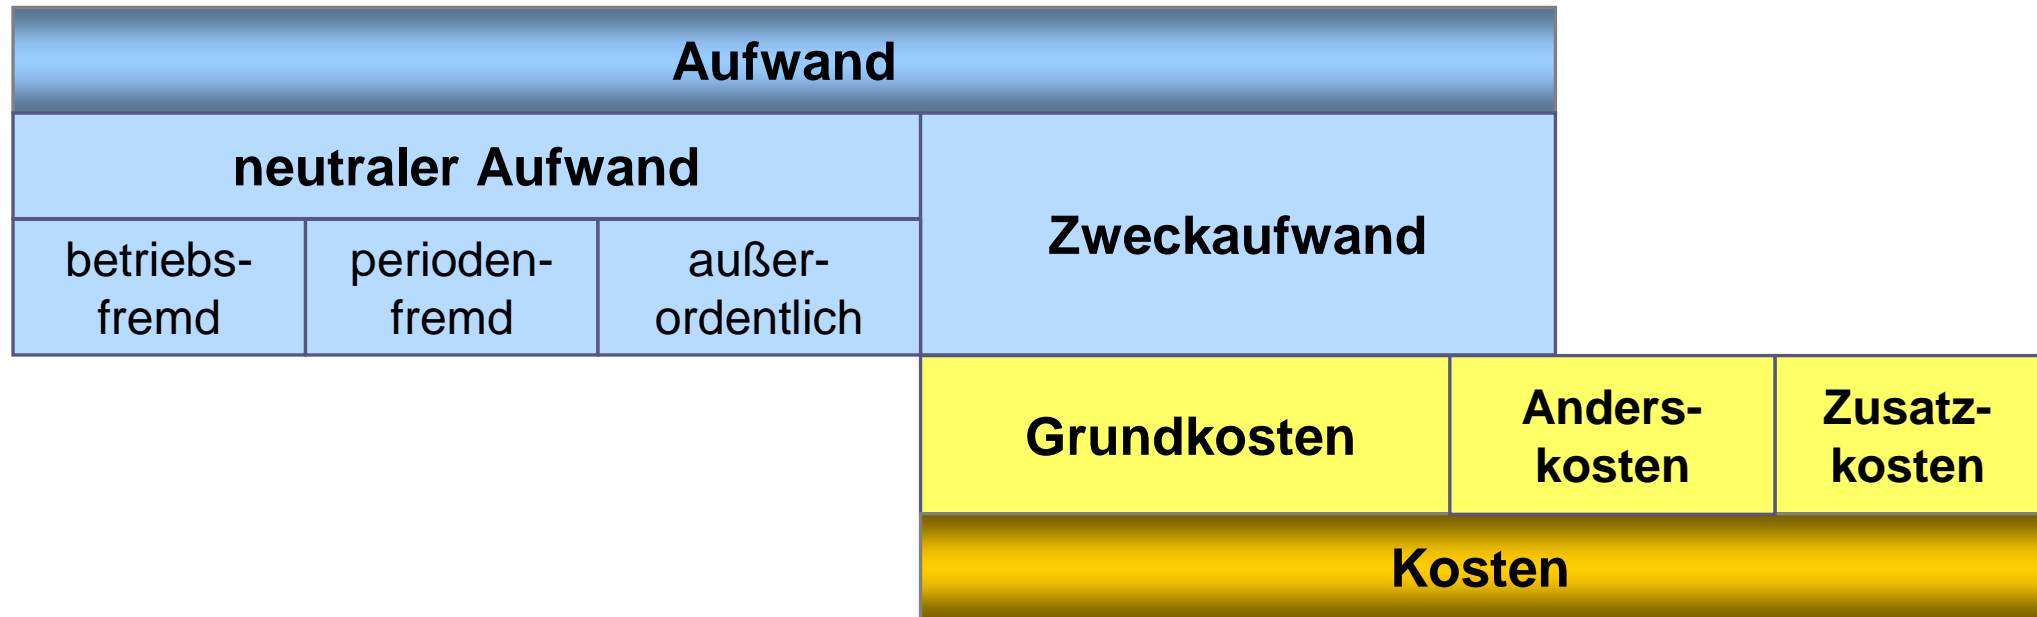 Aufwand
neutraler Aufwand
Zweckaufwand
betriebs-
fremd
perioden-
fremd
außer-
ordentlich
Grundkosten
Anders-
kosten
Zusatz-
kosten
Kosten